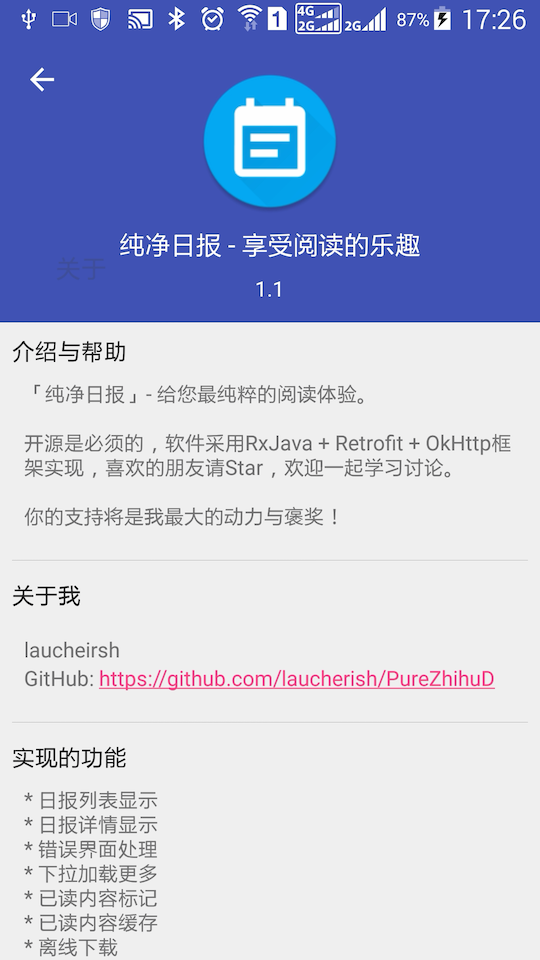 1
4G
2G
2G
87%
17:26
纯净日报 - 享受阅读的乐趣
关于
1.1
介绍与帮助
「纯净日报」- 给您最纯粹的阅读体验。
开源是必须的，软件采用RxJava + Retrofit + OkHttp框
架实现，喜欢的朋友请Star，欢迎一起学习讨论。
你的支持将是我最大的动力与褒奖！
关于我
laucheirsh
GitHub: https://github.com/laucherish/PureZhihuD
实现的功能
* 日报列表显示
* 日报详情显示
* 错误界面处理
* 下拉加载更多
* 已读内容标记
* 已读内容缓存
* 离线下载